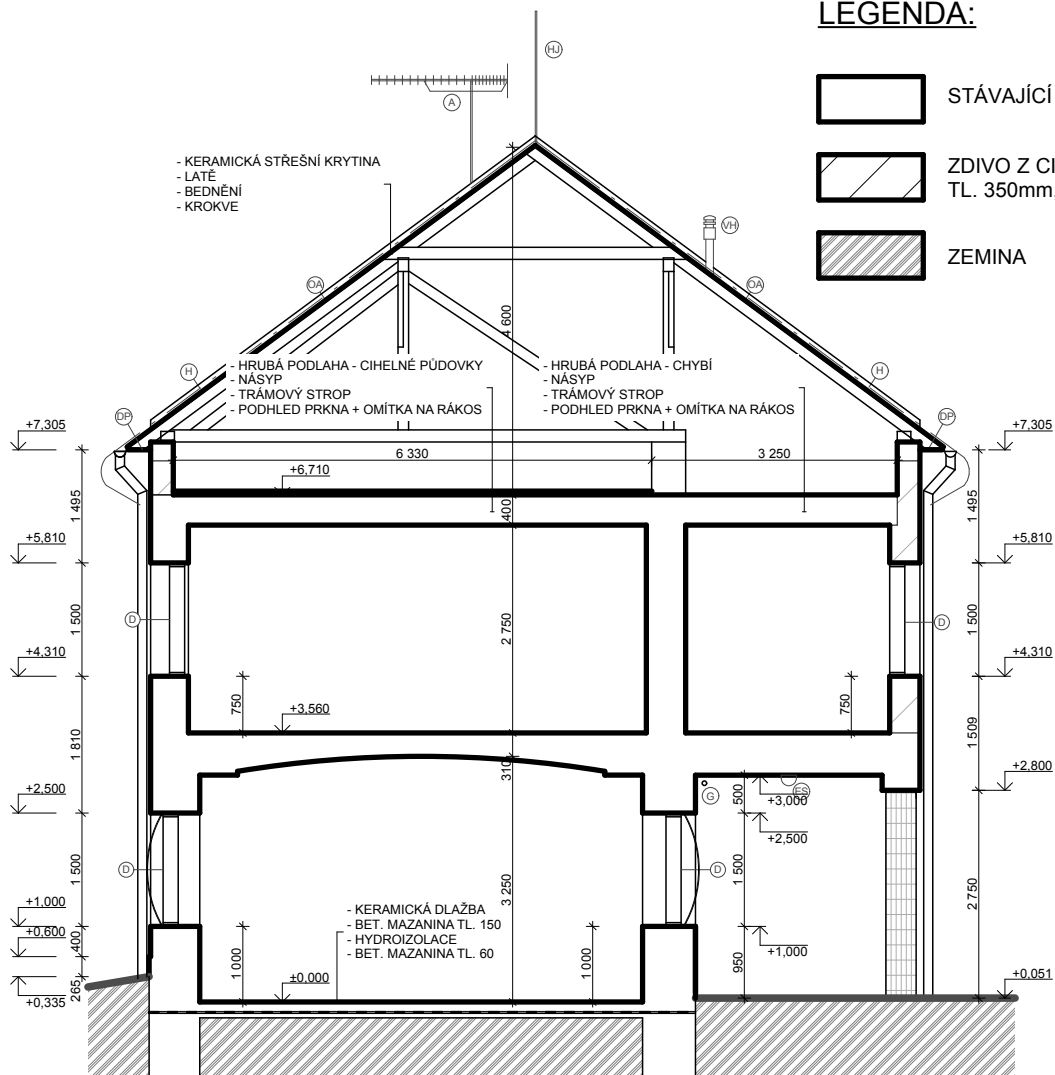 LEGENDA:
STÁVAJÍCÍ
ZDIVO Z CI
TL. 350mm.
ZEMINA
HJ
A
- KERAMICKÁ STŘEŠNÍ KRYTINA
- LATĚ
- BEDNĚNÍ
- KROKVE
VH
OA
OA
4 600
- HRUBÁ PODLAHA - CIHELNÉ PŮDOVKY
- NÁSYP
- TRÁMOVÝ STROP
- PODHLED PRKNA + OMÍTKA NA RÁKOS
- HRUBÁ PODLAHA - CHYBÍ
- NÁSYP
- TRÁMOVÝ STROP
- PODHLED PRKNA + OMÍTKA NA RÁKOS
H
H
DP
DP
+7,305
+7,305
6 330
3 250
+6,710
1 495
400
1 495
+5,810
+5,810
1 500
D
2 750
D
1 500
+4,310
+4,310
750
+3,560
750
1 810
1 509
310
+2,800
+2,500
G
500
ES
+3,000
+2,500
1 500
D
D
1 500
3 250
2 750
+1,000
+0,600
400
- KERAMICKÁ DLAŽBA
- BET. MAZANINA TL. 150
- HYDROIZOLACE
- BET. MAZANINA TL. 60
1 000
1 000
950
+1,000
265
+0,335
±0,000
+0,051